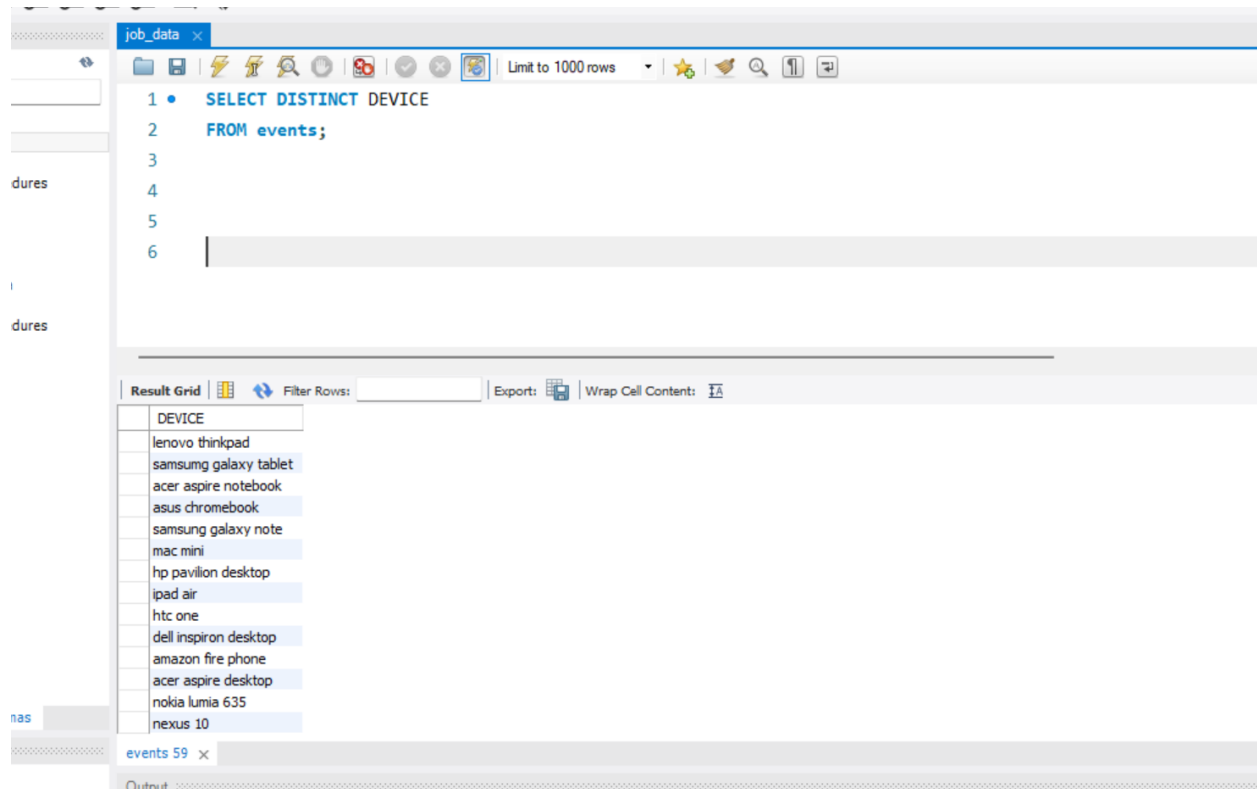 job_data
Limit to 1000 rows
1 SELECT DISTINCT DEVICE
2 FROM events;
3
4
5
6
dures
dures
Result Grid Filter Rows: Export: Wrap Cell Content:
DEVICE
lenovo thinkpad
samsumg galaxy tablet
acer aspire notebook
asus chromebook
samsung galaxy note
mac mini
hp pavilion desktop
ipad air
htc one
dell inspiron desktop
amazon fire phone
acer aspire desktop
nokia lumia 635
nexus 10
mas
events 59
Output